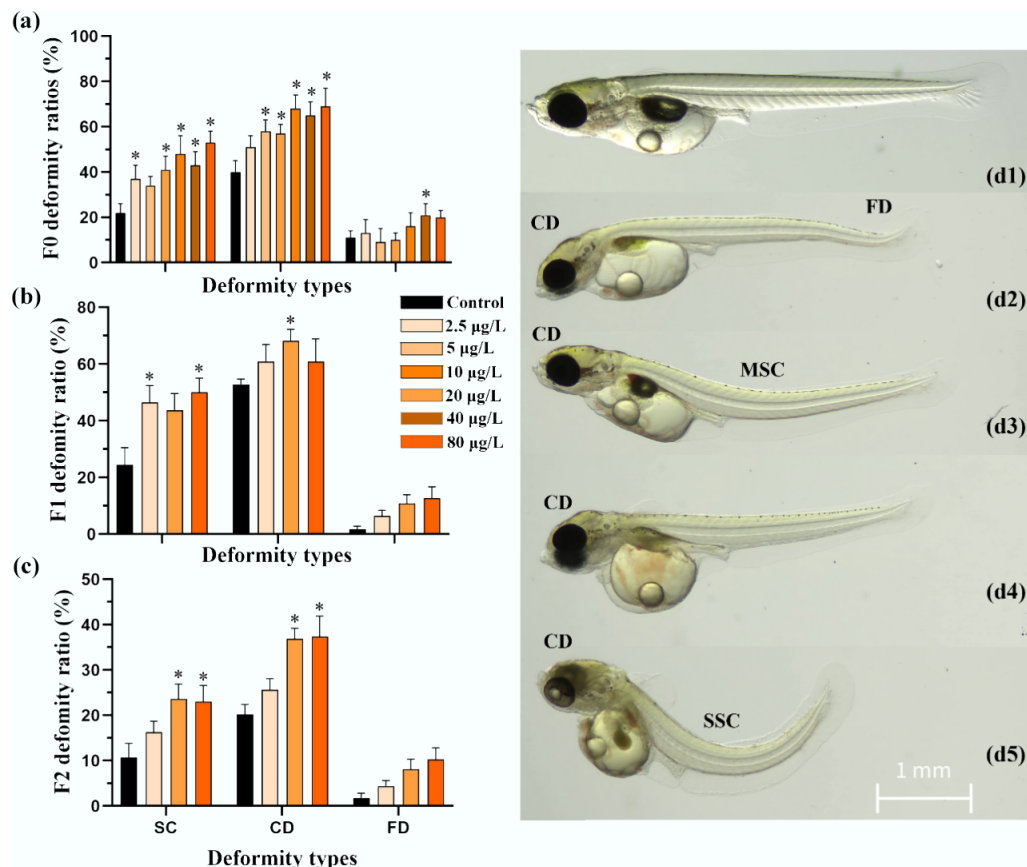 (a)
F0 deformity ratios (%)
100
80
60
40
20
0
* * * * *
* * * * *
*
Deformity types
(b)
F1 defomity ratio (%)
80
60
40
20
0
* *
*
Control
2.5 µg/L
5 µg/L
10 µg/L
20 µg/L
40 µg/L
80 µg/L
Deformity types
(c)
F2 defomity ratio (%)
50
40
30
20
10
0
* *
* *
SC CD FD
Deformity types
(d1)
CD FD
(d2)
CD
MSC
(d3)
CD
(d4)
CD
SSC
(d5)
1 mm